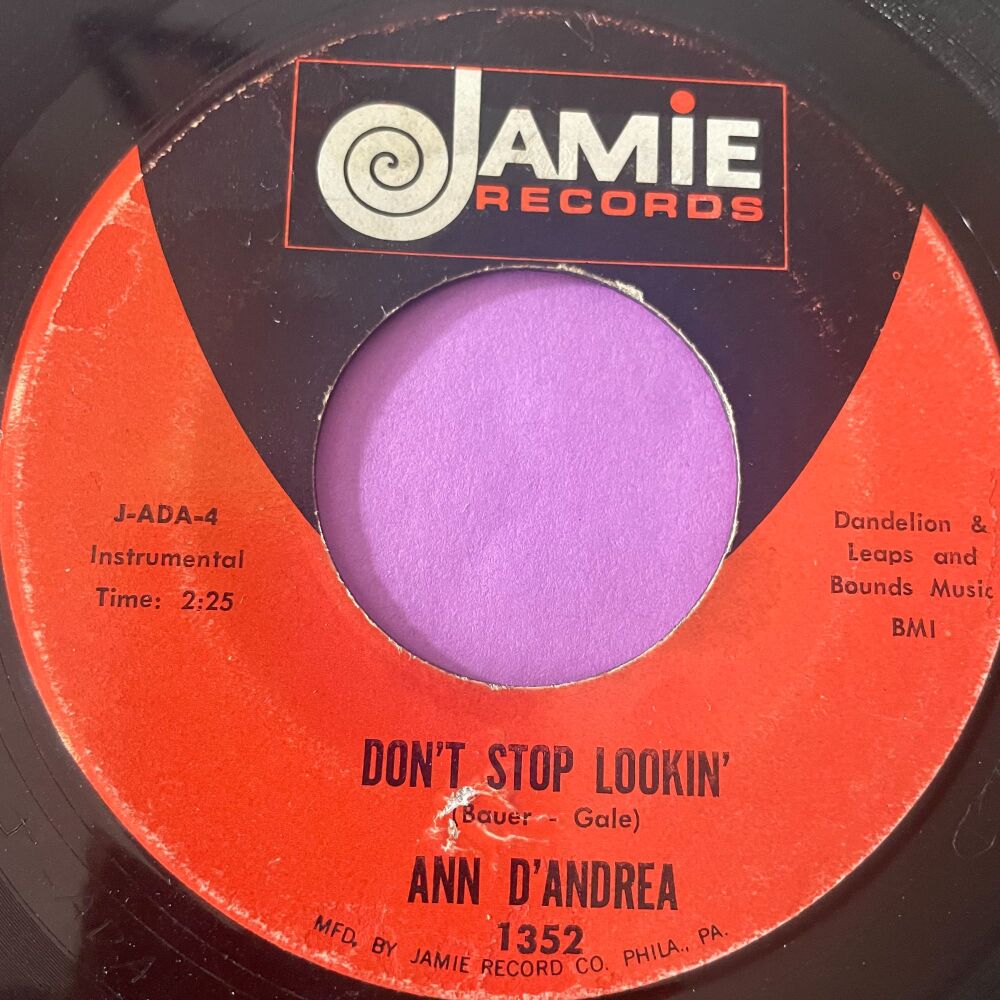 JAMiE
RECORDS
J-ADA-4
Instrumental
Time: 2:25
Dandelion &
Leaps and
Bounds Music
BMI
DON'T STOP LOOKIN'
(Bauer - Gale)
ANN D'ANDREA
1352
MFD. BY JAMIE RECORD CO. PHILA., PA.